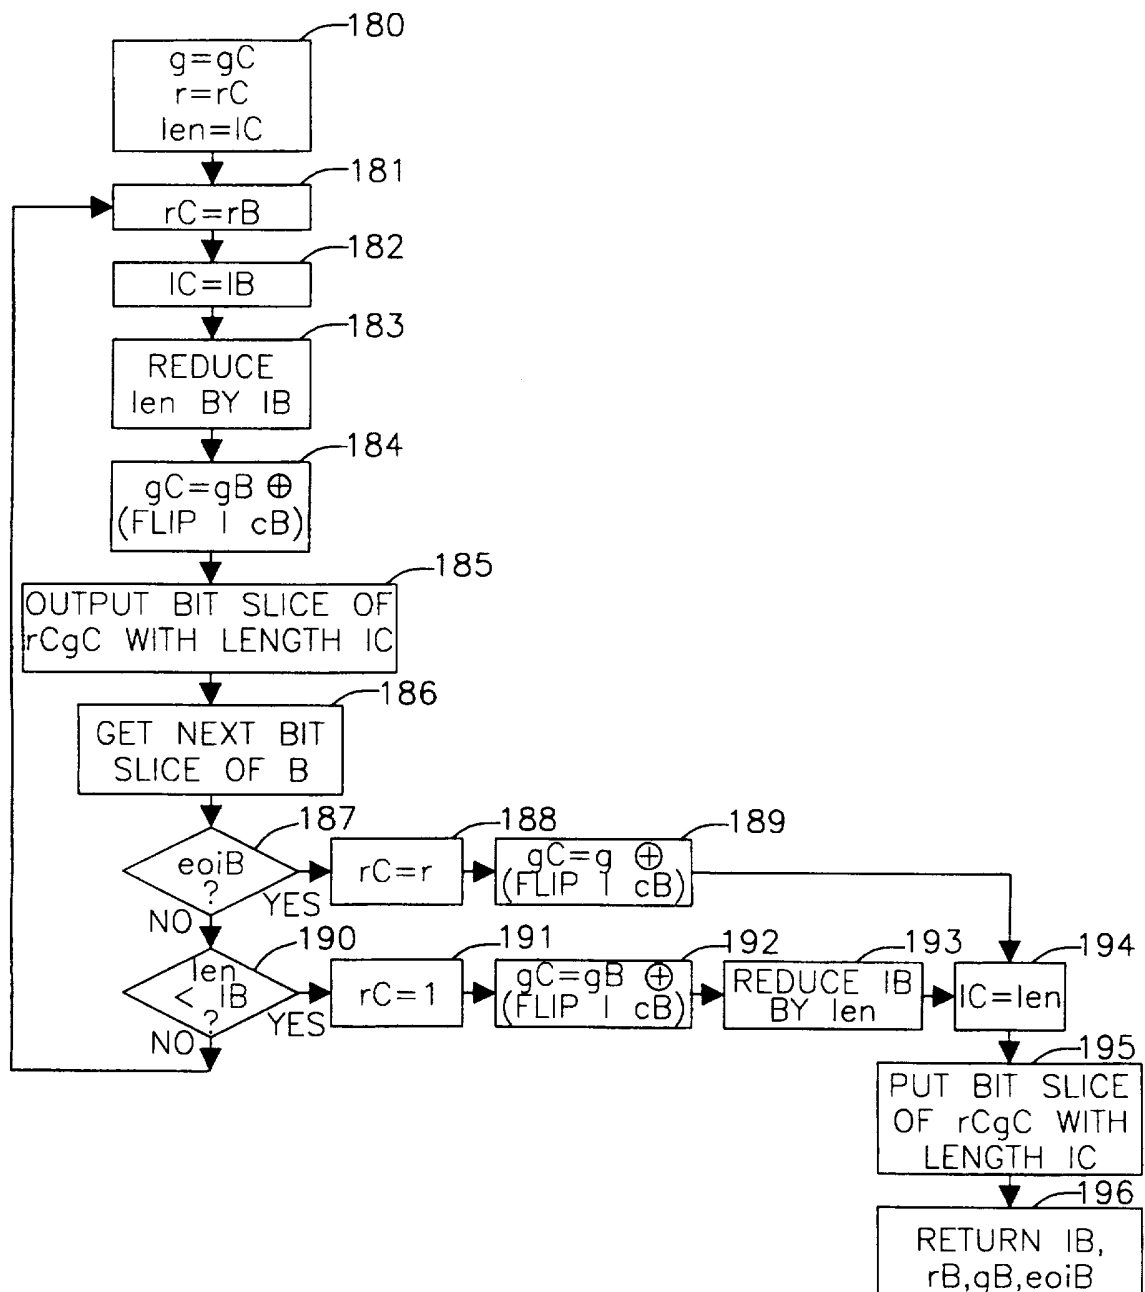 180
g=gC
r=rC
len=lC
181
rC=rB
182
lC=lB
183
REDUCE
len BY lB
184
gC=gB ⊕
(FLIP l cB)
185
OUTPUT BIT SLICE OF
rCgC WITH LENGTH lC
186
GET NEXT BIT
SLICE OF B
187
eoiB
?
YES
NO
188
rC=r
189
gC=g ⊕
(FLIP l cB)
190
len
< lB
?
YES
NO
191
rC=1
192
gC=gB ⊕
(FLIP l cB)
193
REDUCE lB
BY len
194
lC=len
195
PUT BIT SLICE
OF rCgC WITH
LENGTH lC
196
RETURN lB,
rB,gB,eoiB